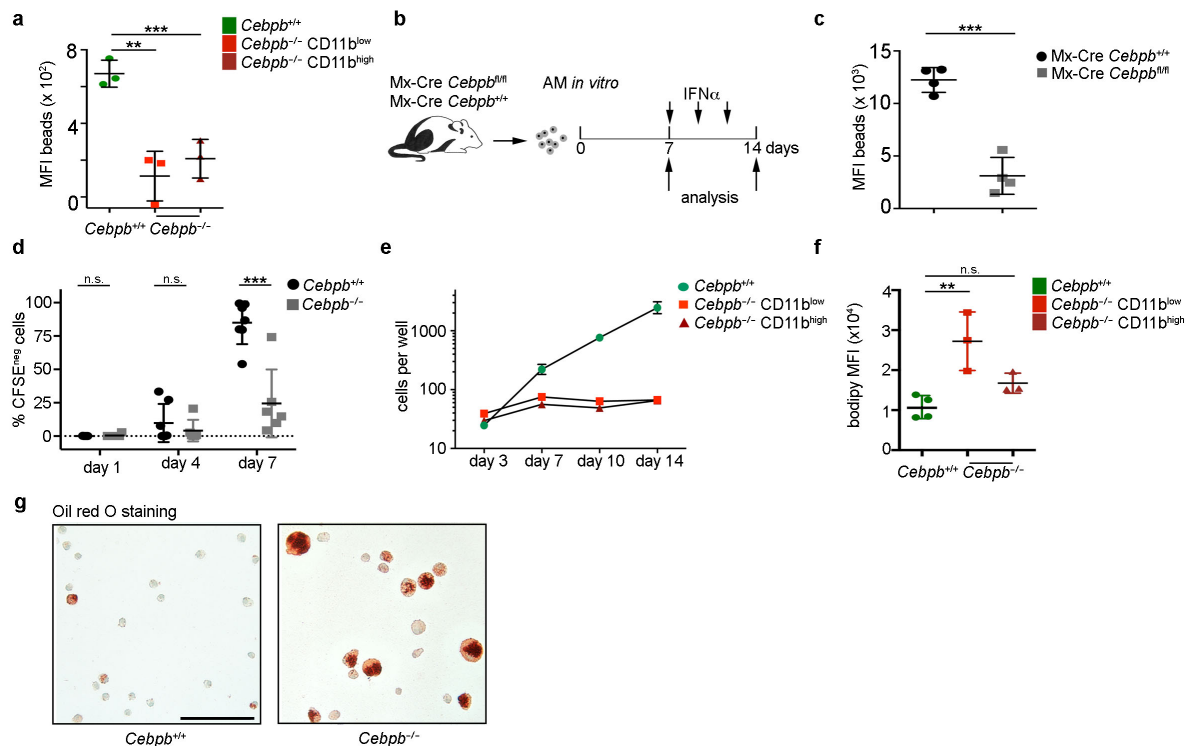 a
MFI beads (x 10²)
8
4
0
**
***
Cebpb+/+
Cebpb−/−
Cebpb+/+
Cebpb−/− CD11blow
Cebpb−/− CD11bhigh
b
Mx-Cre Cebpbfl/fl
Mx-Cre Cebpb+/+
AM in vitro
IFNα
0
7
14 days
analysis
c
MFI beads (x 10³)
15
10
5
0
***
Mx-Cre Cebpb+/+
Mx-Cre Cebpbfl/fl
d
% CFSEneg cells
100
75
50
25
0
n.s.
n.s.
***
day 1
day 4
day 7
Cebpb+/+
Cebpb−/−
e
cells per well
1000
100
10
day 3
day 7
day 10
day 14
Cebpb+/+
Cebpb−/− CD11blow
Cebpb−/− CD11bhigh
f
bodipy MFI (x10⁴)
4
3
2
1
0
n.s.
**
Cebpb+/+
Cebpb−/−
Cebpb+/+
Cebpb−/− CD11blow
Cebpb−/− CD11bhigh
g
Oil red O staining
Cebpb+/+
Cebpb−/−